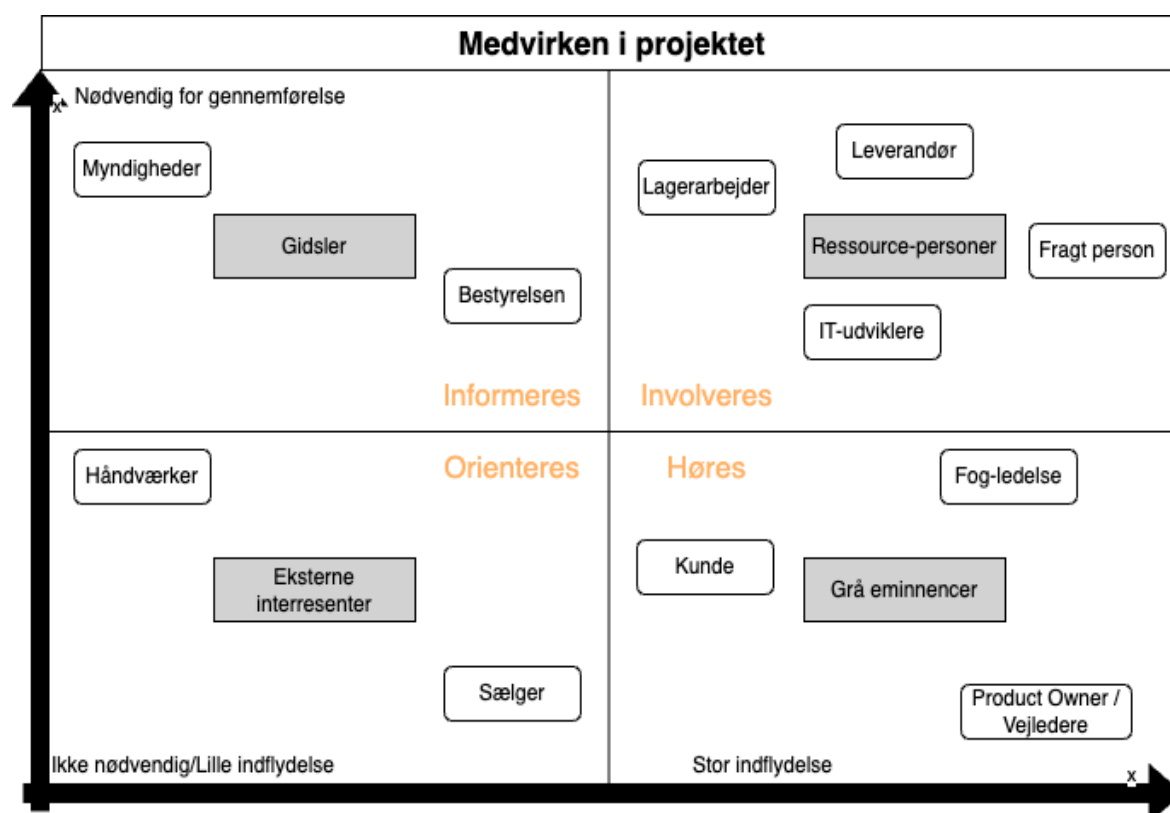 Medvirken i projektet
x
Nødvendig for gennemførelse
Myndigheder
Gidsler
Bestyrelsen
Informeres
Leverandør
Lagerarbejder
Ressource-personer
Fragt person
IT-udviklere
Involveres
Håndværker
Orienteres
Eksterne
interresenter
Sælger
Ikke nødvendig/Lille indflydelse
Høres
Fog-ledelse
Kunde
Grå eminnencer
Product Owner /
Vejledere
Stor indflydelse
x